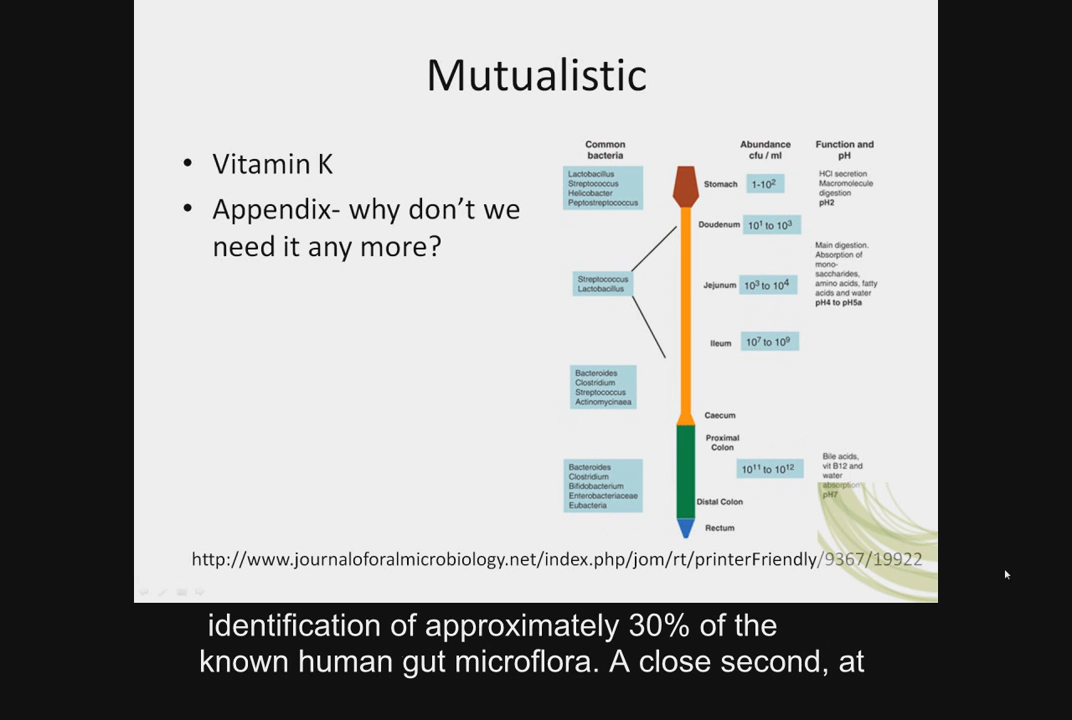 Mutualistic
• Vitamin K
• Appendix- why don't we
need it any more?
Common
bacteria
Abundance
cfu / ml
Function and
pH
Lactobacillus
Streptococcus
Helicobacter
Peptostreptococcus
Stomach
1-10²
HCl secretion
Macromolecule
digestion
pH2
Doudenum
10¹ to 10³
Streptococcus
Lactobacillus
Jejunum
10³ to 10⁴
Main digestion.
Absorption of
mono-
saccharides,
amino acids, fatty
acids and water
pH4 to pH5a
Ileum
10⁷ to 10⁹
Bacteroides
Clostridium
Streptococcus
Actinomycinaea
Caecum
Proximal
Colon
Bacteroides
Clostridium
Bifidobacterium
Enterobacteriaceae
Eubacteria
10¹¹ to 10¹²
Bile acids,
vit B12 and
water
absorption
pH7
Distal Colon
Rectum
http://www.journaloforalmicrobiology.net/index.php/jom/rt/printerFriendly/9367/19922
identification of approximately 30% of the
known human gut microflora. A close second, at